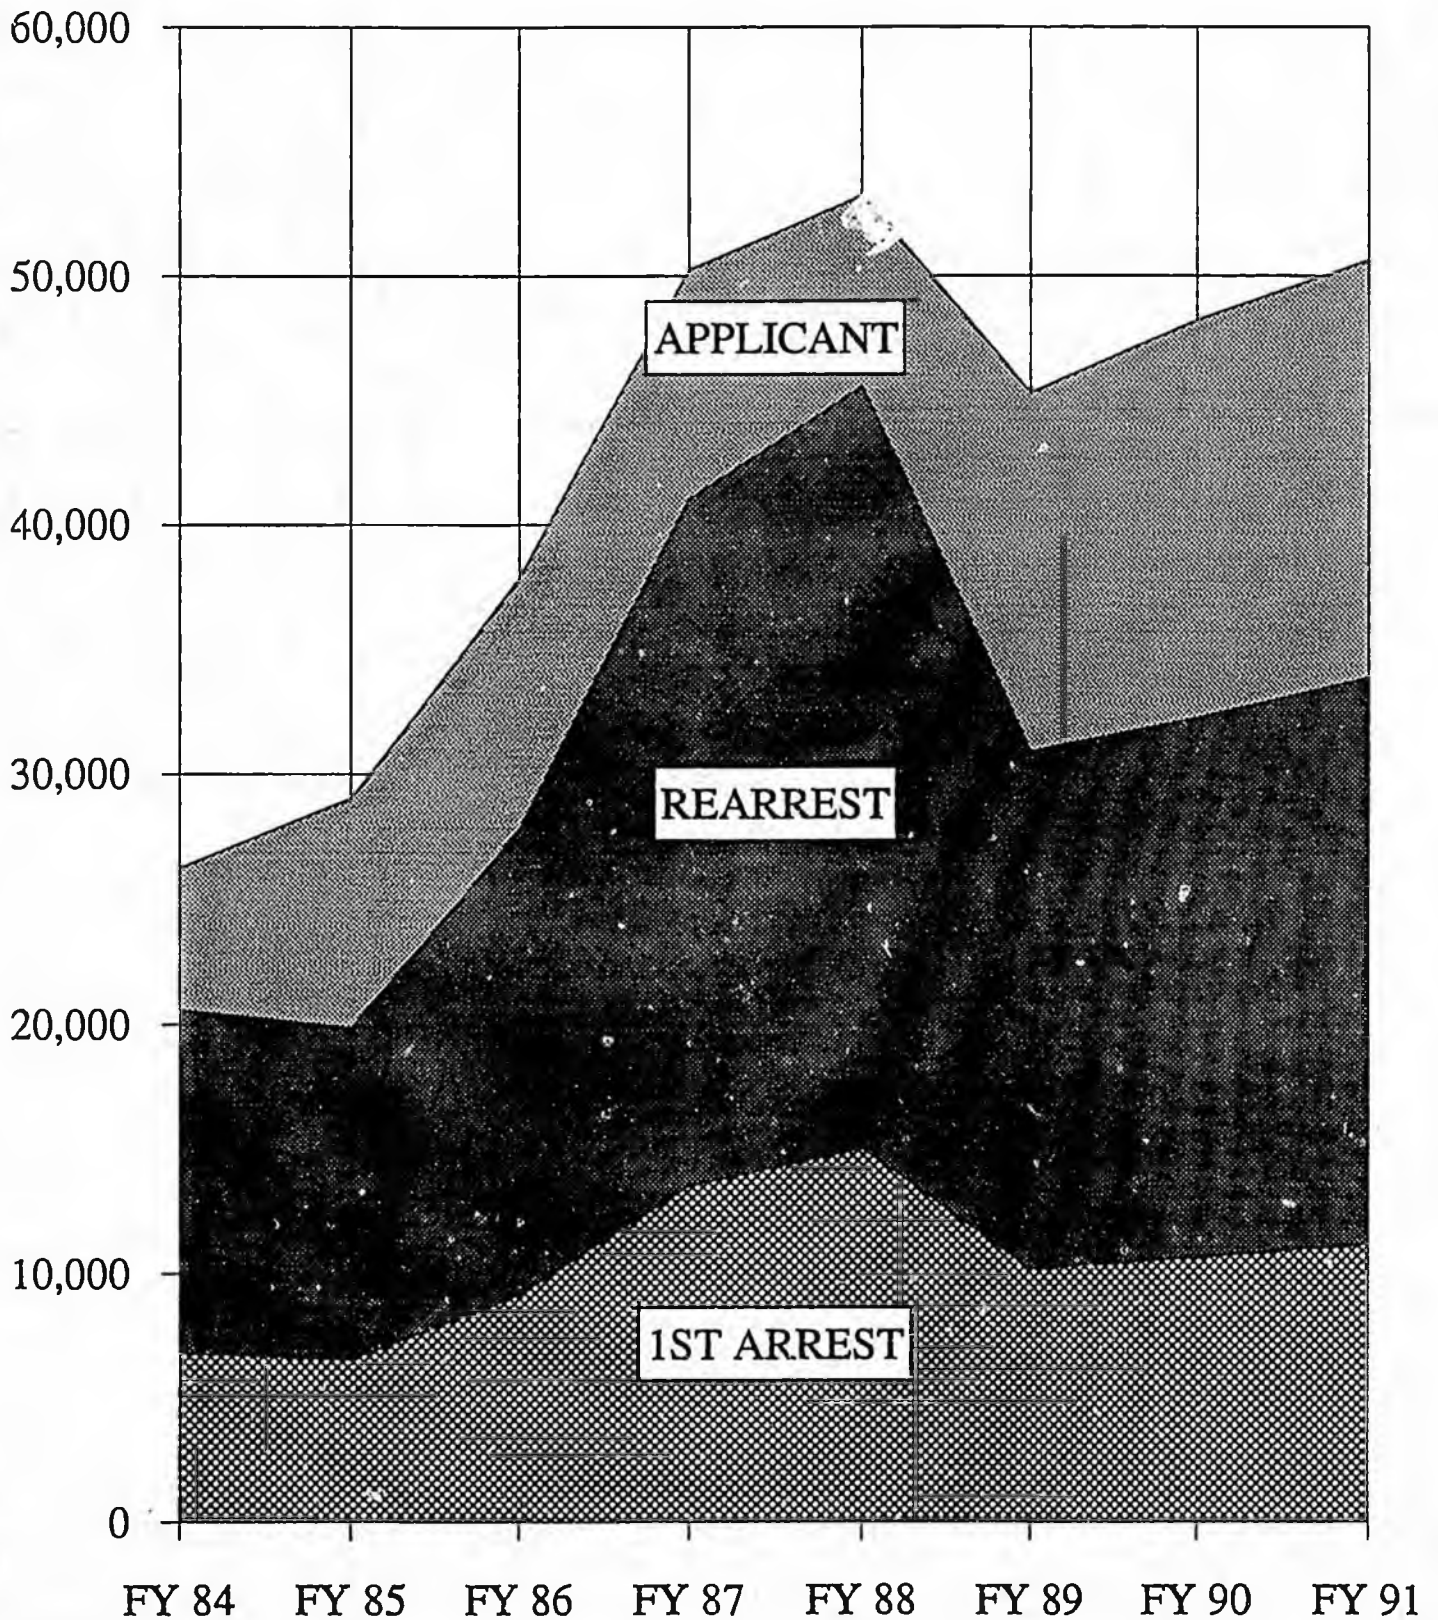 60,000
50,000
APPLICANT
40,000
30,000
REARREST
20,000
10,000
1ST ARREST
0
FY 84 FY 85 FY 86 FY 87 FY 88 FY 89 FY 90 FY 91